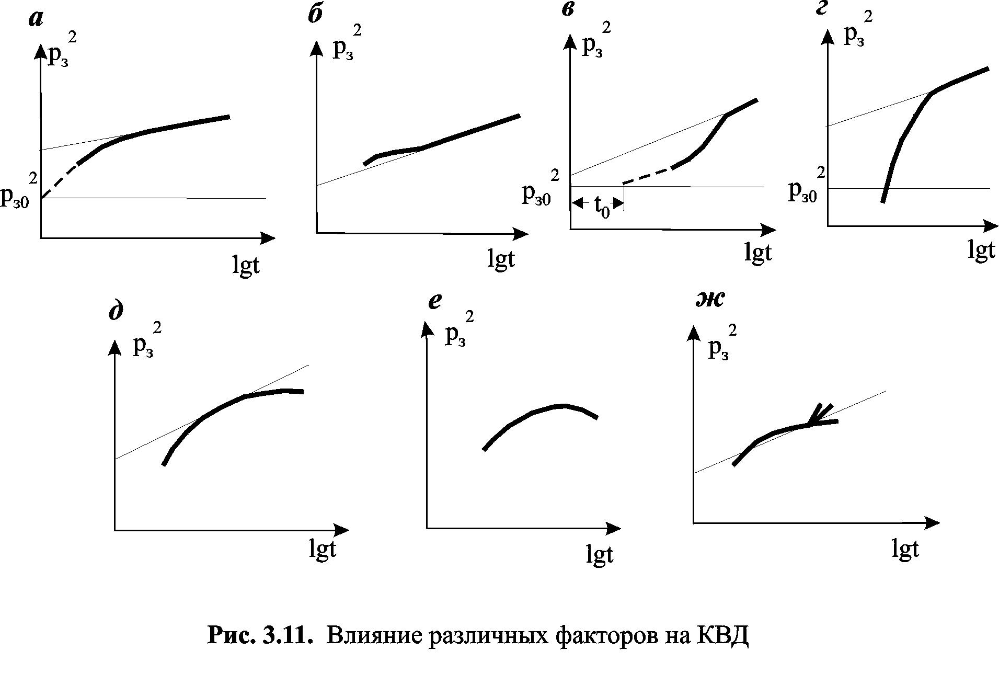 а
б
в
г
pз²
pз²
pз²
pз²
pз0²
pз0²
pз0²
t0
lgt
lgt
lgt
lgt
д
е
ж
pз²
pз²
pз²
lgt
lgt
lgt
Рис. 3.11. Влияние различных факторов на КВД